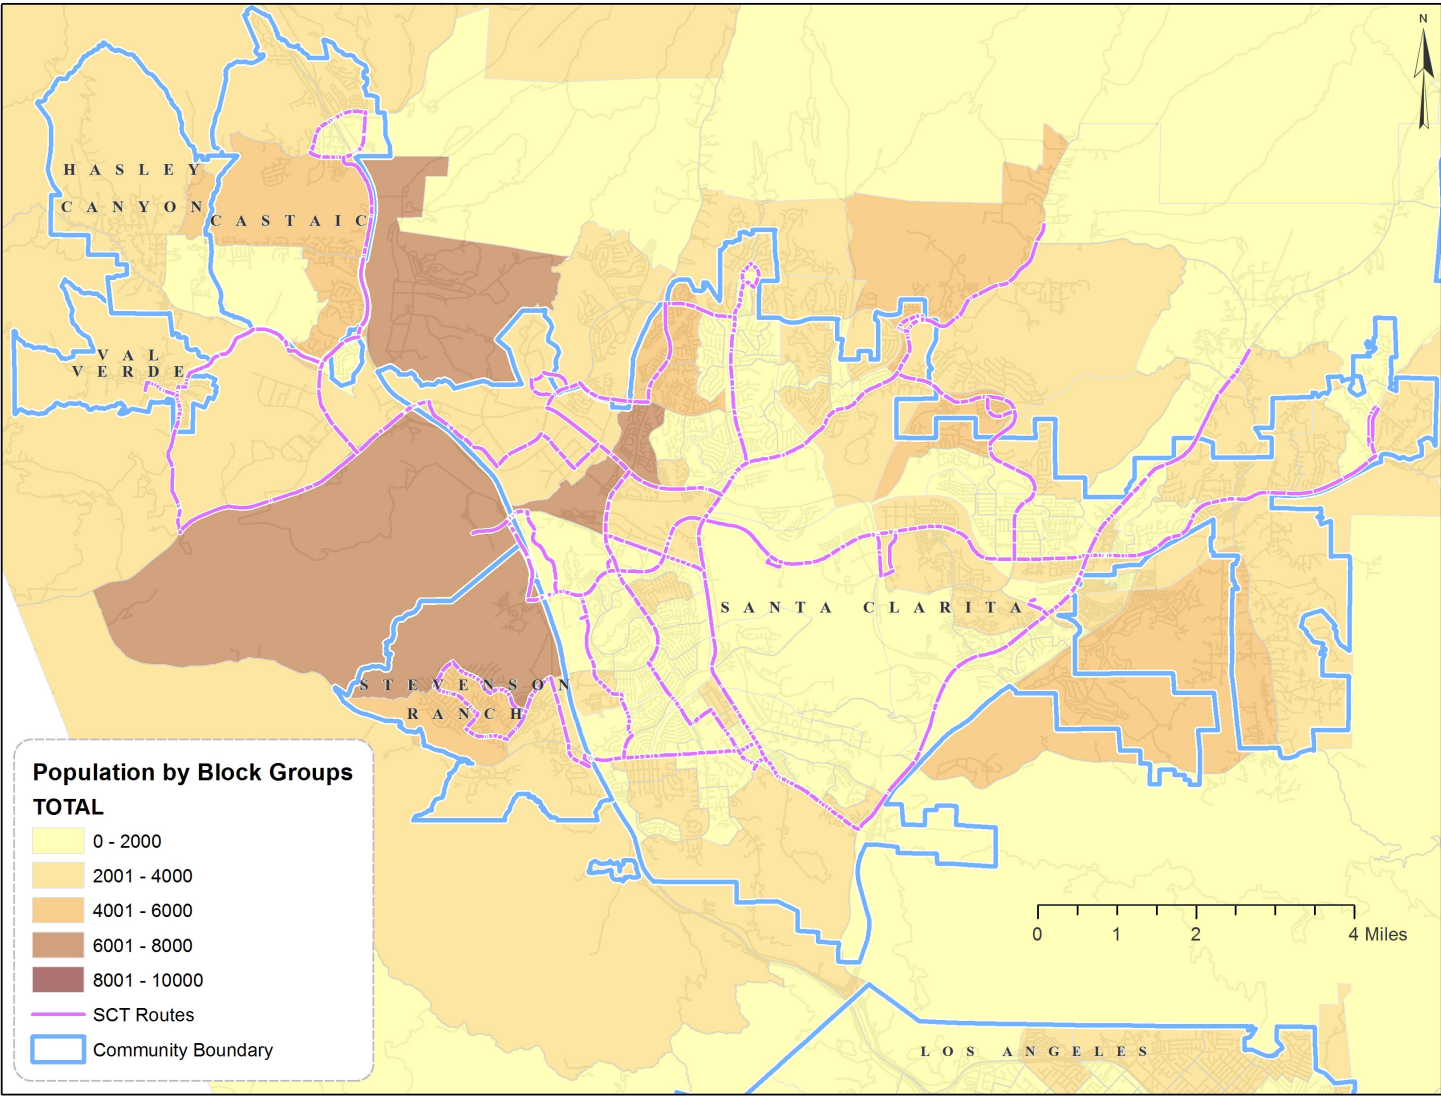 N
HASLEY
CANYON
CASTAIC
VAL
VERDE
SANTA CLARITA
STEVENSON
RANCH
Population by Block Groups
TOTAL
0 - 2000
2001 - 4000
4001 - 6000
6001 - 8000
8001 - 10000
SCT Routes
Community Boundary
0 1 2 4 Miles
LOS ANGELES